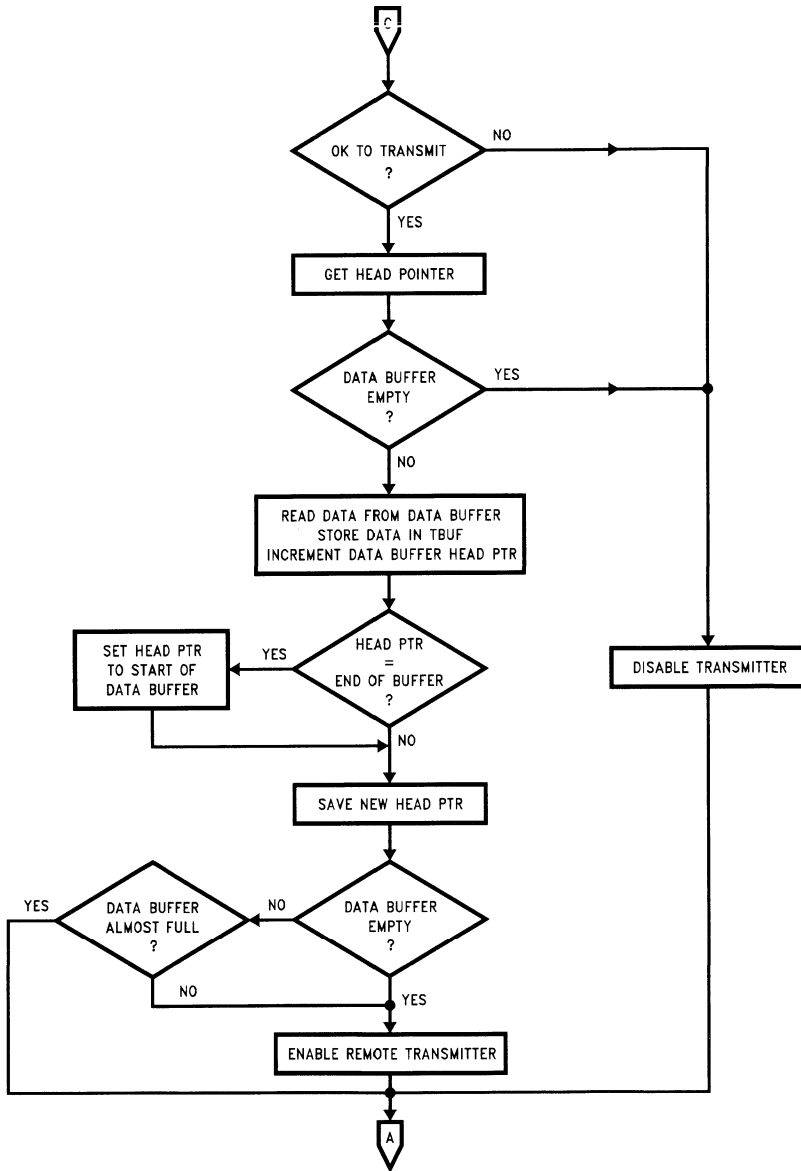 C
OK TO TRANSMIT
?
NO
YES
GET HEAD POINTER
DATA BUFFER
EMPTY
?
YES
NO
READ DATA FROM DATA BUFFER
STORE DATA IN TBUF
INCREMENT DATA BUFFER HEAD PTR
HEAD PTR
=
END OF BUFFER
?
YES
SET HEAD PTR
TO START OF
DATA BUFFER
DISABLE TRANSMITTER
NO
SAVE NEW HEAD PTR
DATA BUFFER
EMPTY
?
NO
DATA BUFFER
ALMOST FULL
?
YES
NO
YES
ENABLE REMOTE TRANSMITTER
A